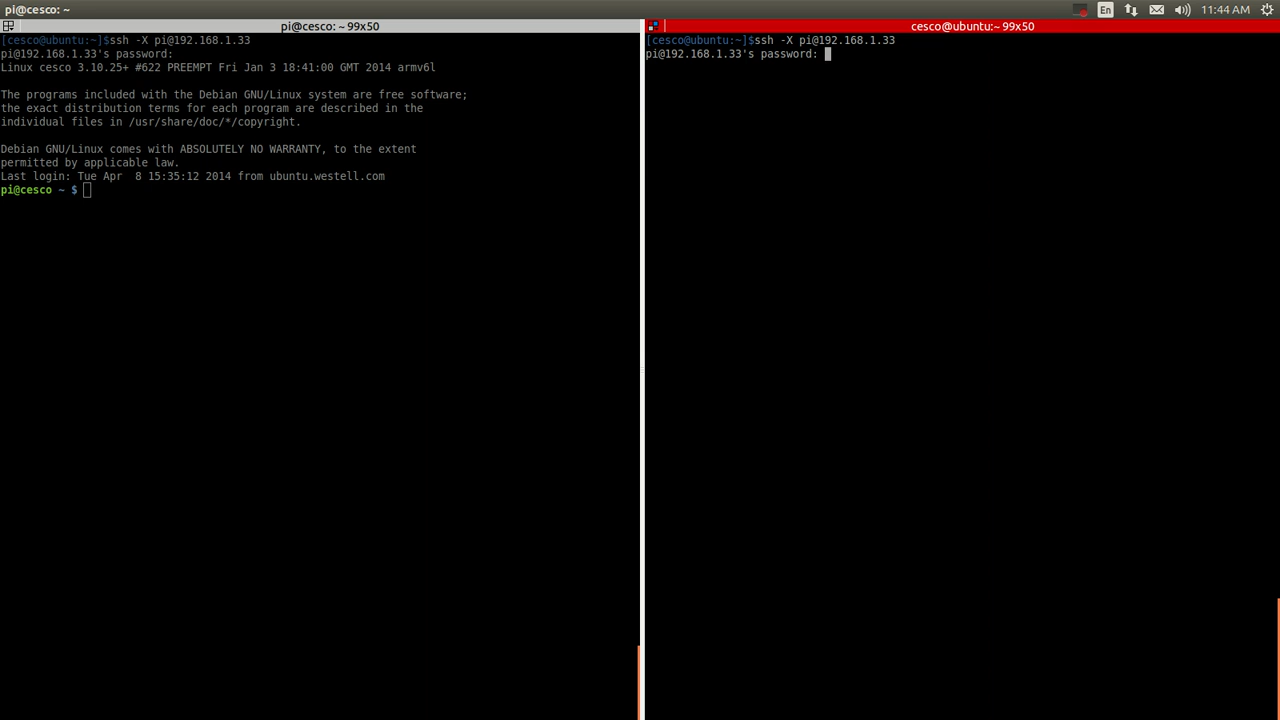 pi@cesco: ~
En
11:44 AM
pi@cesco: ~ 99x50
[cesco@ubuntu:~]$ssh -X pi@192.168.1.33
pi@192.168.1.33's password:
Linux cesco 3.10.25+ #622 PREEMPT Fri Jan 3 18:41:00 GMT 2014 armv6l
The programs included with the Debian GNU/Linux system are free software;
the exact distribution terms for each program are described in the
individual files in /usr/share/doc/*/copyright.
Debian GNU/Linux comes with ABSOLUTELY NO WARRANTY, to the extent
permitted by applicable law.
Last login: Tue Apr  8 15:35:12 2014 from ubuntu.westell.com
pi@cesco ~ $
cesco@ubuntu:~ 99x50
[cesco@ubuntu:~]$ssh -X pi@192.168.1.33
pi@192.168.1.33's password: